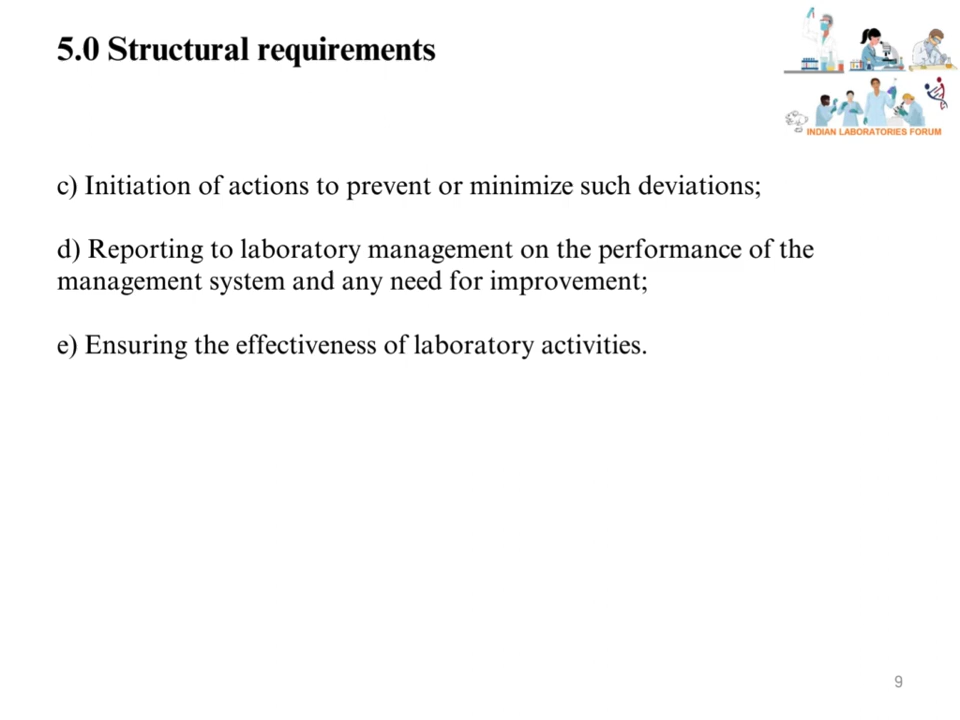 5.0 Structural requirements
INDIAN LABORATORIES FORUM
c) Initiation of actions to prevent or minimize such deviations;
d) Reporting to laboratory management on the performance of the
management system and any need for improvement;
e) Ensuring the effectiveness of laboratory activities.
9